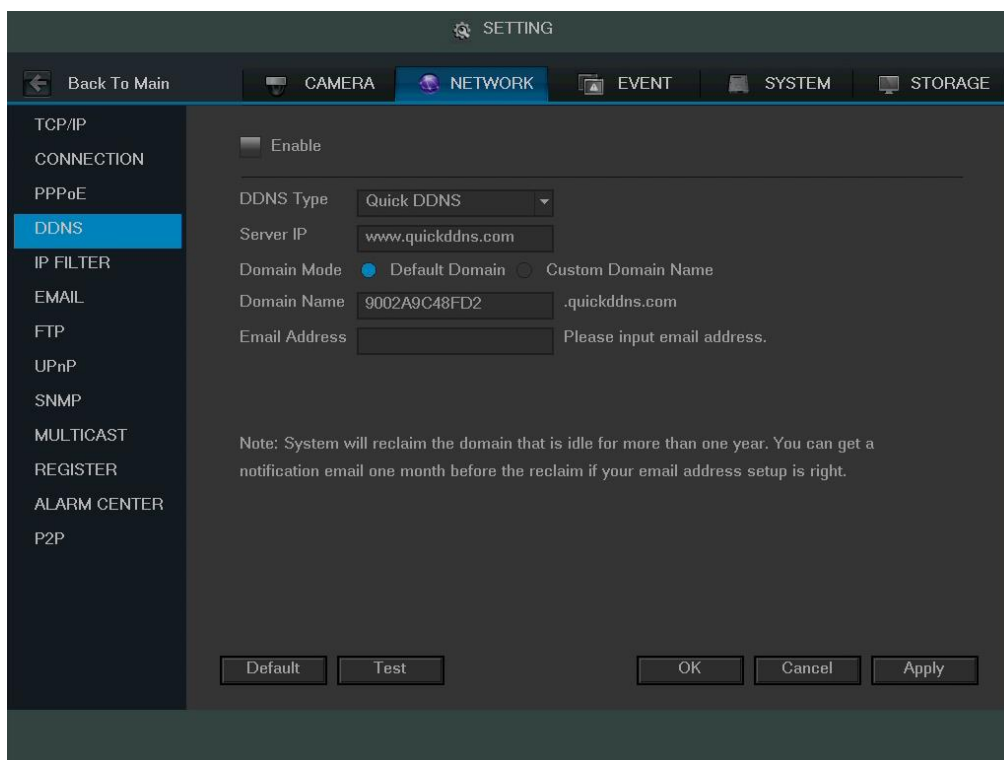 SETTING
Back To Main
CAMERA
NETWORK
EVENT
SYSTEM
STORAGE
TCP/IP
CONNECTION
PPPoE
DDNS
IP FILTER
EMAIL
FTP
UPnP
SNMP
MULTICAST
REGISTER
ALARM CENTER
P2P
Enable
DDNS Type Quick DDNS
Server IP www.quickddns.com
Domain Mode Default Domain Custom Domain Name
Domain Name 9002A9C48FD2 .quickddns.com
Email Address Please input email address.
Note: System will reclaim the domain that is idle for more than one year. You can get a
notification email one month before the reclaim if your email address setup is right.
Default Test OK Cancel Apply